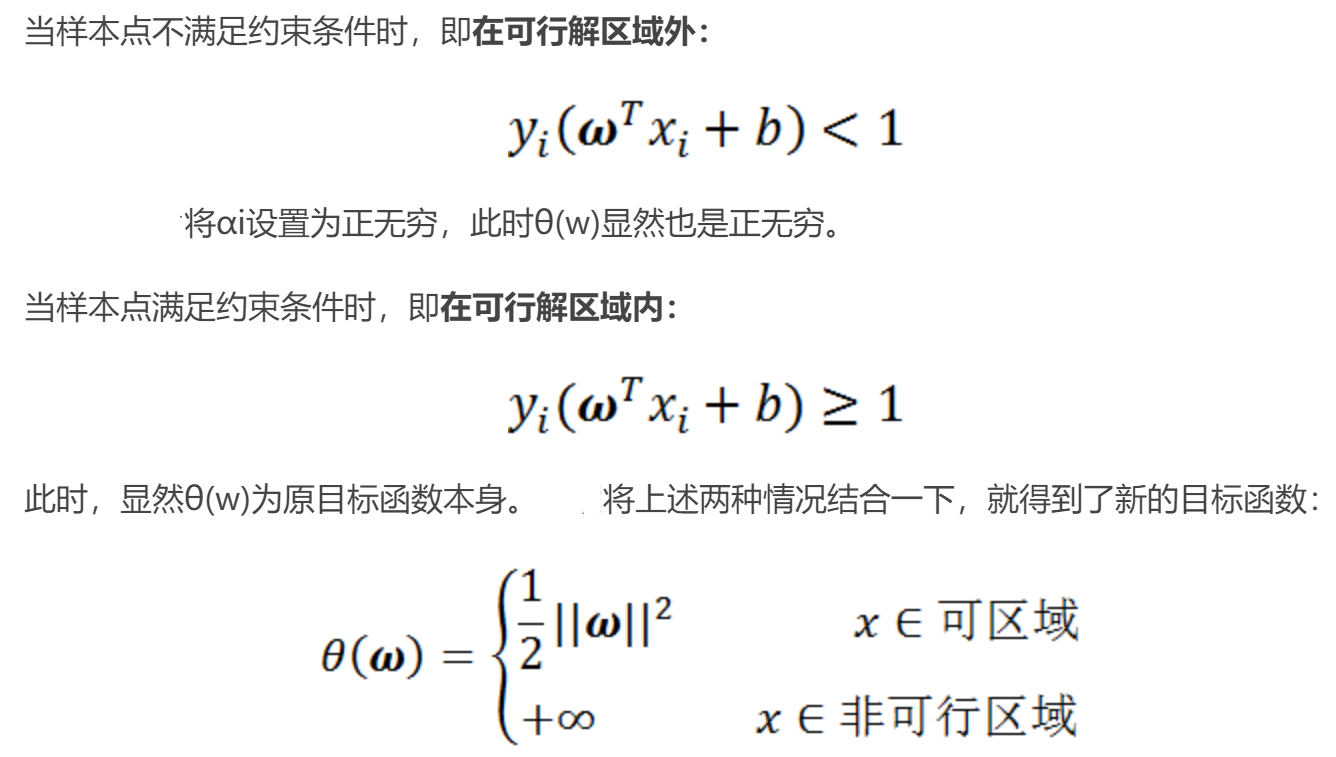 当样本点不满足约束条件时，即在可行解区域外：
yᵢ(ωᵀxᵢ + b) < 1
将αi设置为正无穷，此时θ(w)显然也是正无穷。
当样本点满足约束条件时，即在可行解区域内：
yᵢ(ωᵀxᵢ + b) ≥ 1
此时，显然θ(w)为原目标函数本身。 将上述两种情况结合一下，就得到了新的目标函数：
θ(ω) = { 1/2 ||ω||² x ∈ 可区域
+∞ x ∈ 非可行区域